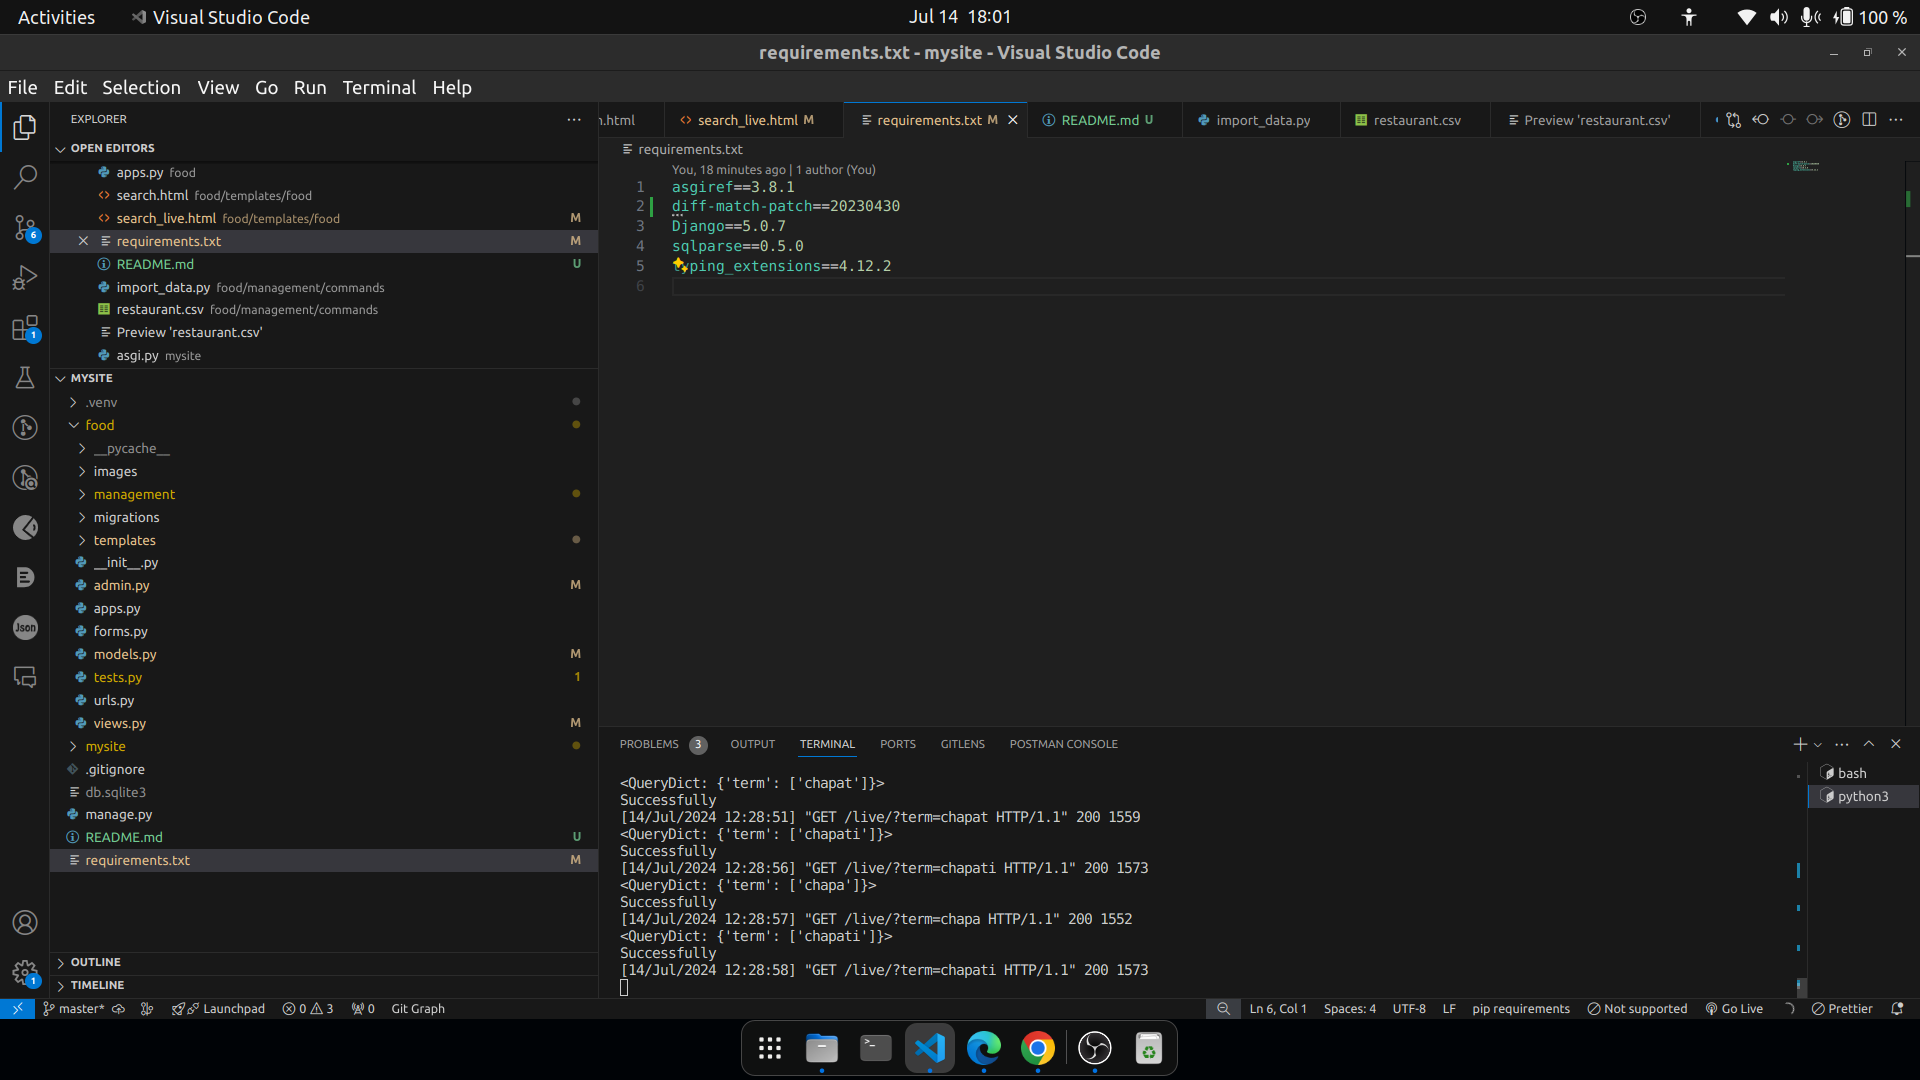 Activities
Visual Studio Code
Jul 14 18:01
100 %
requirements.txt - mysite - Visual Studio Code
File Edit Selection View Go Run Terminal Help
EXPLORER
OPEN EDITORS
apps.py food
search.html food/templates/food
search_live.html food/templates/food M
requirements.txt M
README.md U
import_data.py food/management/commands
restaurant.csv food/management/commands
Preview 'restaurant.csv'
asgi.py mysite
MYSITE
.venv
food
__pycache__
images
management
migrations
templates
__init__.py
admin.py M
apps.py
forms.py
models.py M
tests.py 1
urls.py
views.py M
mysite
.gitignore
db.sqlite3
manage.py
README.md U
requirements.txt M
OUTLINE
TIMELINE
6
1
Json
1
.html
search_live.html M
requirements.txt M
README.md U
import_data.py
restaurant.csv
Preview 'restaurant.csv'
requirements.txt
You, 18 minutes ago | 1 author (You)
1 asgiref==3.8.1
2 diff-match-patch==20230430
3 Django==5.0.7
4 sqlparse==0.5.0
5 typing_extensions==4.12.2
6
PROBLEMS 3 OUTPUT TERMINAL PORTS GITLENS POSTMAN CONSOLE
<QueryDict: {'term': ['chapat']}>
Successfully
[14/Jul/2024 12:28:51] "GET /live/?term=chapat HTTP/1.1" 200 1559
<QueryDict: {'term': ['chapati']}>
Successfully
[14/Jul/2024 12:28:56] "GET /live/?term=chapati HTTP/1.1" 200 1573
<QueryDict: {'term': ['chapa']}>
Successfully
[14/Jul/2024 12:28:57] "GET /live/?term=chapa HTTP/1.1" 200 1552
<QueryDict: {'term': ['chapati']}>
Successfully
[14/Jul/2024 12:28:58] "GET /live/?term=chapati HTTP/1.1" 200 1573
bash
python3
master* Launchpad 0 3 0 Git Graph
Ln 6, Col 1 Spaces: 4 UTF-8 LF pip requirements Not supported Go Live Prettier